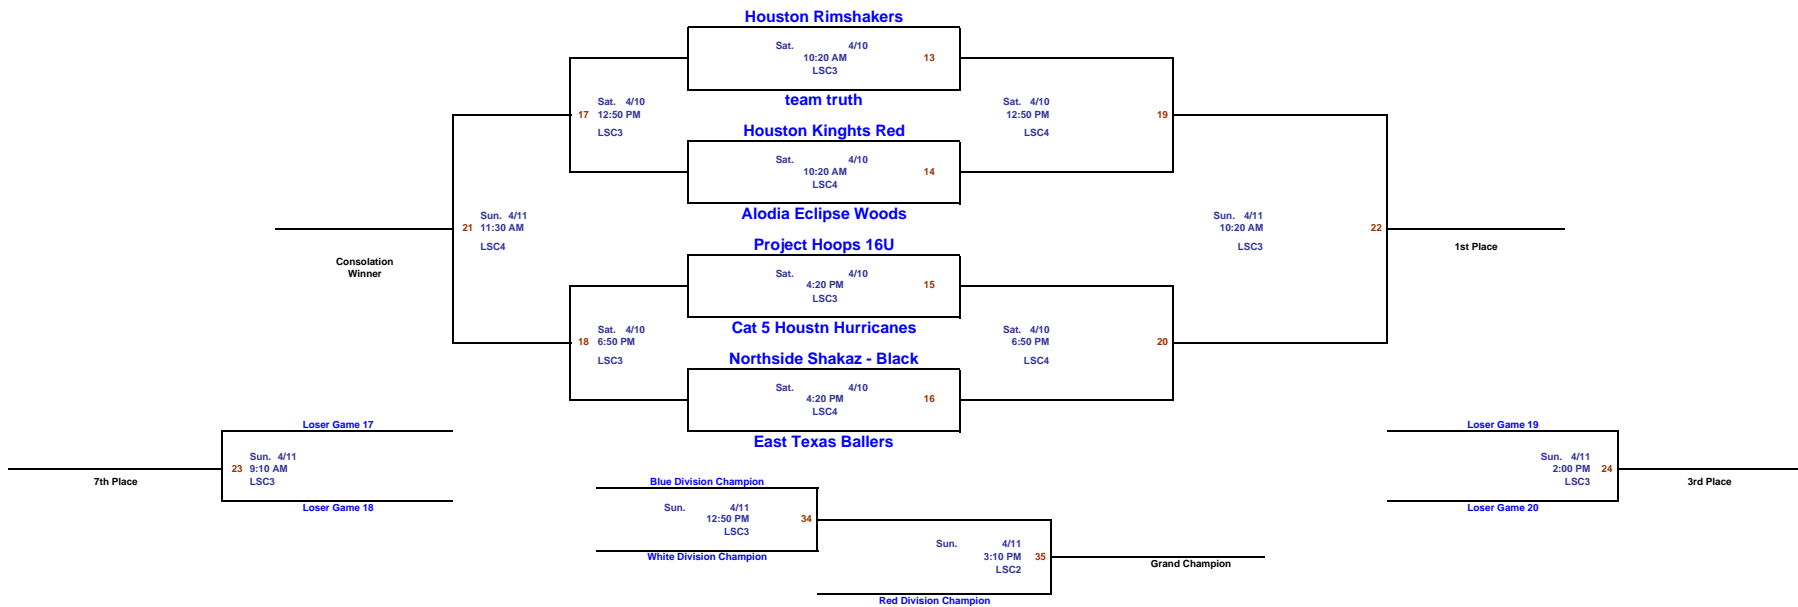 Houston Rimshakers
Sat. 4/10
10:20 AM 13
LSC3
team truth
Sat. 4/10
17 12:50 PM
LSC3
Sat. 4/10
12:50 PM 19
LSC4
Houston Kinghts Red
Sat. 4/10
10:20 AM 14
LSC4
Alodia Eclipse Woods
Sun. 4/11
21 11:30 AM
LSC4
Sun. 4/11
10:20 AM 22
LSC3
Consolation
Winner
1st Place
Project Hoops 16U
Sat. 4/10
4:20 PM 15
LSC3
Cat 5 Houstn Hurricanes
Sat. 4/10
18 6:50 PM
LSC3
Sat. 4/10
6:50 PM 20
LSC4
Northside Shakaz - Black
Sat. 4/10
4:20 PM 16
LSC4
East Texas Ballers
Loser Game 17
Sun. 4/11
23 9:10 AM
LSC3
7th Place
Loser Game 18
Loser Game 19
Sun. 4/11
2:00 PM 24
LSC3
3rd Place
Loser Game 20
Blue Division Champion
Sun. 4/11
12:50 PM 34
LSC3
White Division Champion
Sun. 4/11
3:10 PM 35
LSC2
Grand Champion
Red Division Champion